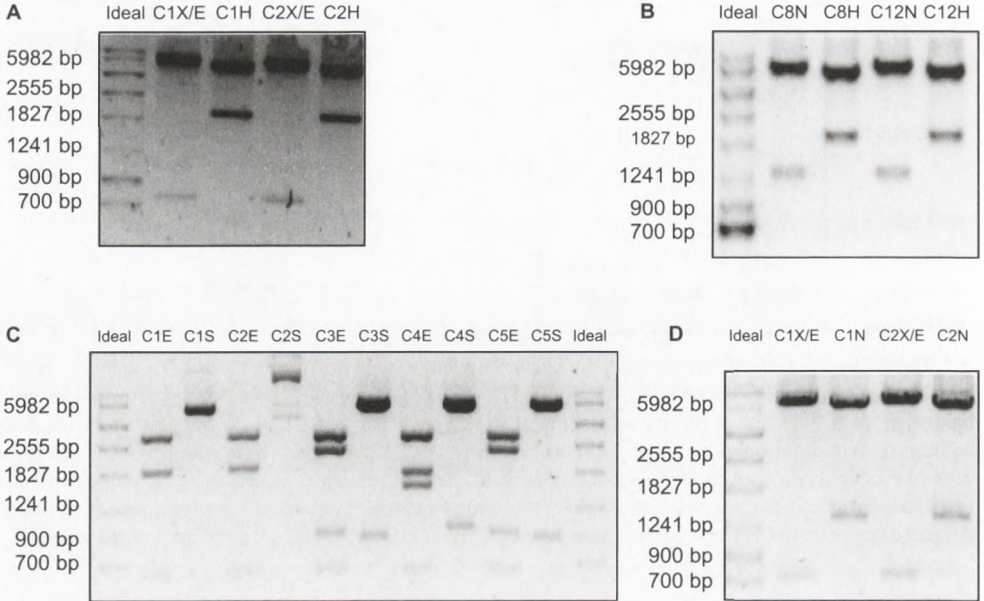 A
Ideal C1X/E C1H C2X/E C2H
5982 bp
2555 bp
1827 bp
1241 bp
900 bp
700 bp
B
Ideal C8N C8H C12N C12H
5982 bp
2555 bp
1827 bp
1241 bp
900 bp
700 bp
C
Ideal C1E C1S C2E C2S C3E C3S C4E C4S C5E C5S Ideal
5982 bp
2555 bp
1827 bp
1241 bp
900 bp
700 bp
D
Ideal C1X/E C1N C2X/E C2N
5982 bp
2555 bp
1827 bp
1241 bp
900 bp
700 bp